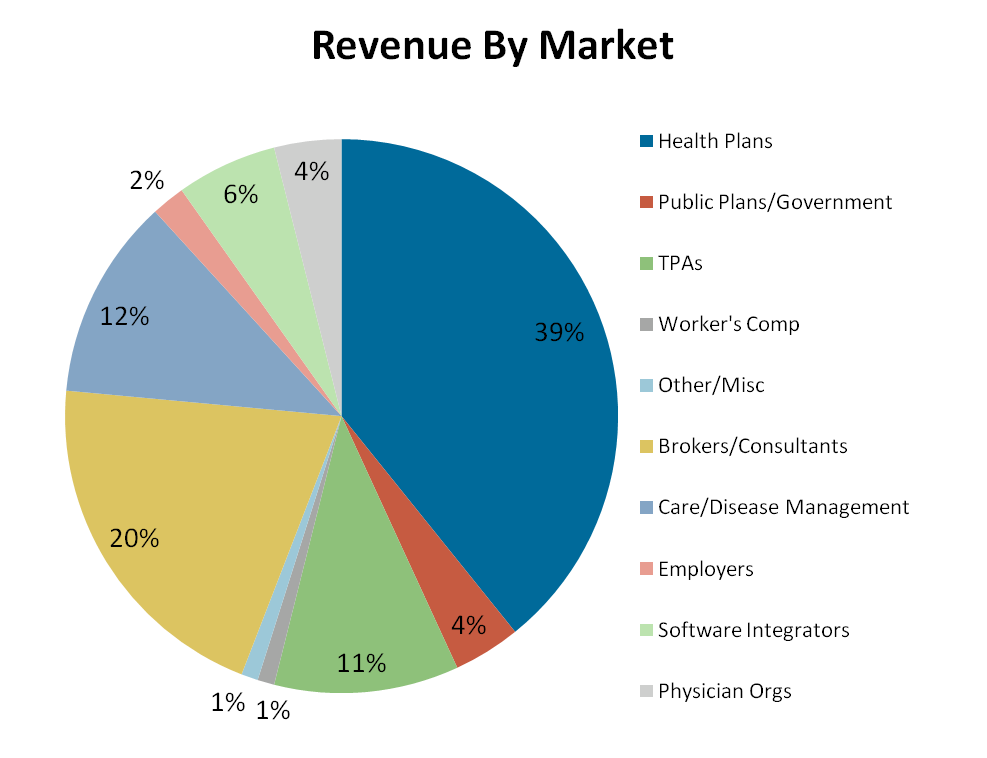 Revenue By Market
39%
4%
11%
1%
1%
20%
12%
2%
6%
4%
Health Plans
Public Plans/Government
TPAs
Worker's Comp
Other/Misc
Brokers/Consultants
Care/Disease Management
Employers
Software Integrators
Physician Orgs